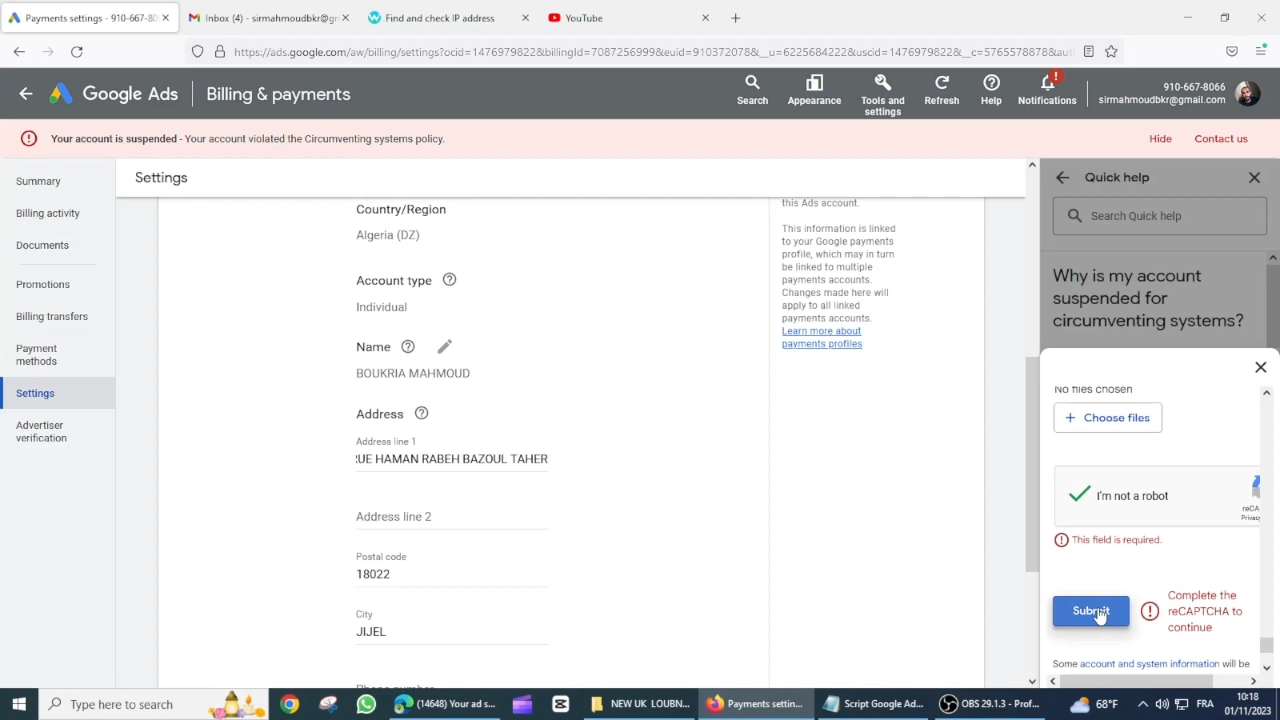 Payments settings - 910-667-80
Inbox (4) - sirmahmoudbkr@gm
Find and check IP address
YouTube
https://ads.google.com/aw/billing/settings?ocid=1476979822&billingId=7087256999&euid=910372078&__u=6225684222&uscid=1476979822&__c=5765578878&aut
Google Ads
Billing & payments
Search
Appearance
Tools and
settings
Refresh
Help
Notifications
910-667-8066
sirmahmoudbkr@gmail.com
Your account is suspended - Your account violated the Circumventing systems policy.
Hide
Contact us
Summary
Billing activity
Documents
Promotions
Billing transfers
Payment
methods
Settings
Advertiser
verification
Settings
Country/Region
Algeria (DZ)
Account type
Individual
Name
BOUKRIA MAHMOUD
Address
Address line 1
RUE HAMAN RABEH BAZOUL TAHER
Address line 2
Postal code
18022
City
JIJEL
this Ads account.
This information is linked
to your Google payments
profile, which may in turn
be linked to multiple
payments accounts.
Changes made here will
apply to all linked
payments accounts.
Learn more about
payments profiles
Quick help
Search Quick help
Why is my account
suspended for
circumventing systems?
No files chosen
+ Choose files
I'm not a robot
reCA
Privac
This field is required.
Submit
Complete the
reCAPTCHA to
continue
Some account and system information will be
Type here to search
(14648) Your ad s...
NEW UK LOUBN...
Payments settin...
Script Google Ad...
OBS 29.1.3 - Prof...
68°F
FRA
10:18
01/11/2023